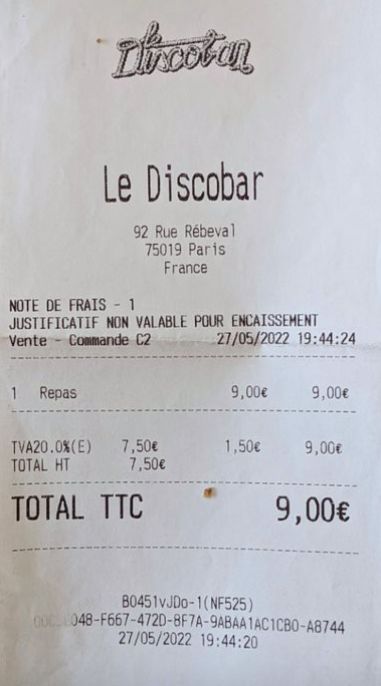 Le Discobar
Le Discobar
92 Rue Rébeval
75019 Paris
France
NOTE DE FRAIS - 1
JUSTIFICATIF NON VALABLE POUR ENCAISSEMENT
Vente - Commande C2 27/05/2022 19:44:24
1 Repas 9,00€ 9,00€
TVA20.0%(E) 7,50€ 1,50€ 9,00€
TOTAL HT 7,50€
TOTAL TTC 9,00€
B0451vJDo-1(NF525)
048-F667-472D-8F7A-9ABAA1AC1CB0-A8744
27/05/2022 19:44:20